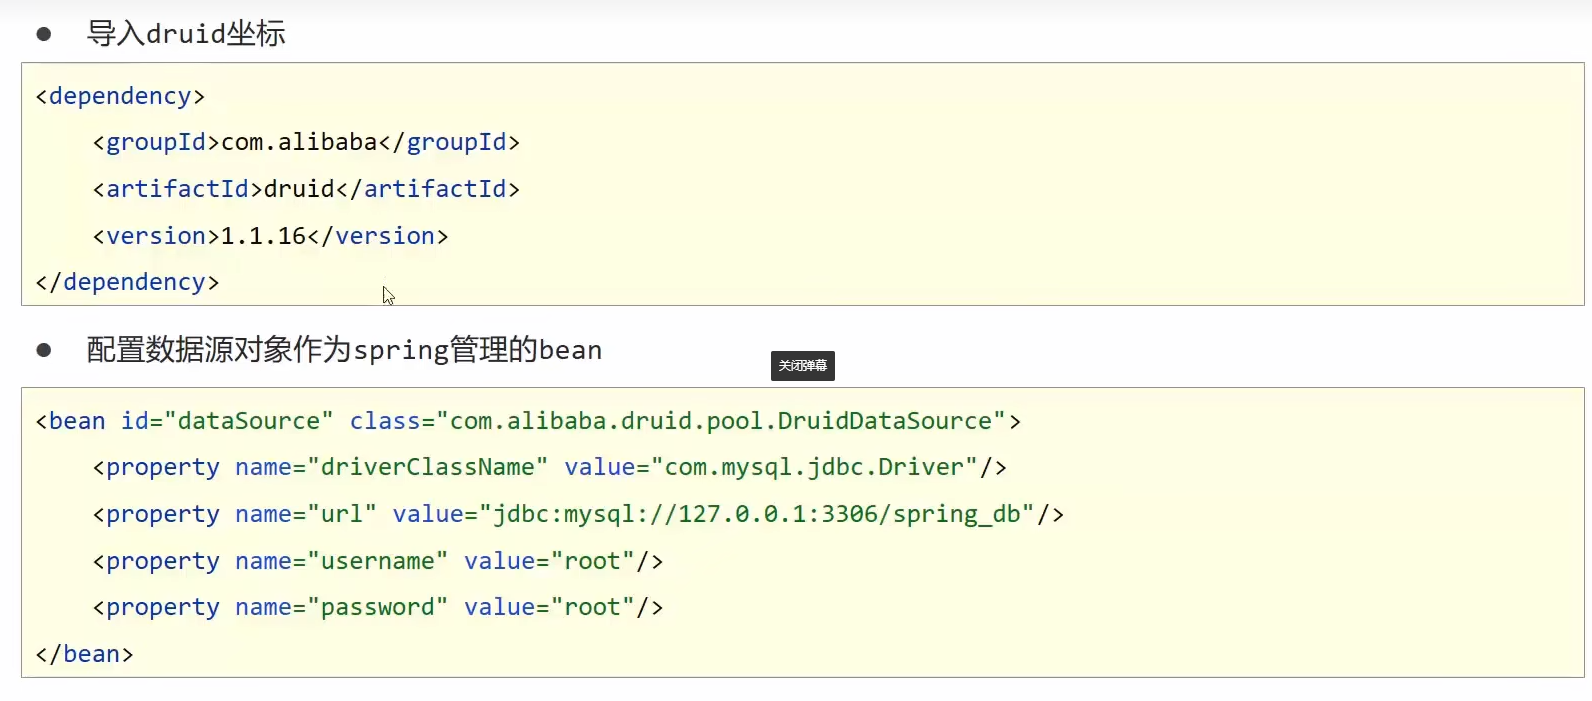 ● 导入druid坐标
<dependency>
    <groupId>com.alibaba</groupId>
    <artifactId>druid</artifactId>
    <version>1.1.16</version>
</dependency>
● 配置数据源对象作为spring管理的bean
关闭弹幕
<bean id="dataSource" class="com.alibaba.druid.pool.DruidDataSource">
    <property name="driverClassName" value="com.mysql.jdbc.Driver"/>
    <property name="url" value="jdbc:mysql://127.0.0.1:3306/spring_db"/>
    <property name="username" value="root"/>
    <property name="password" value="root"/>
</bean>